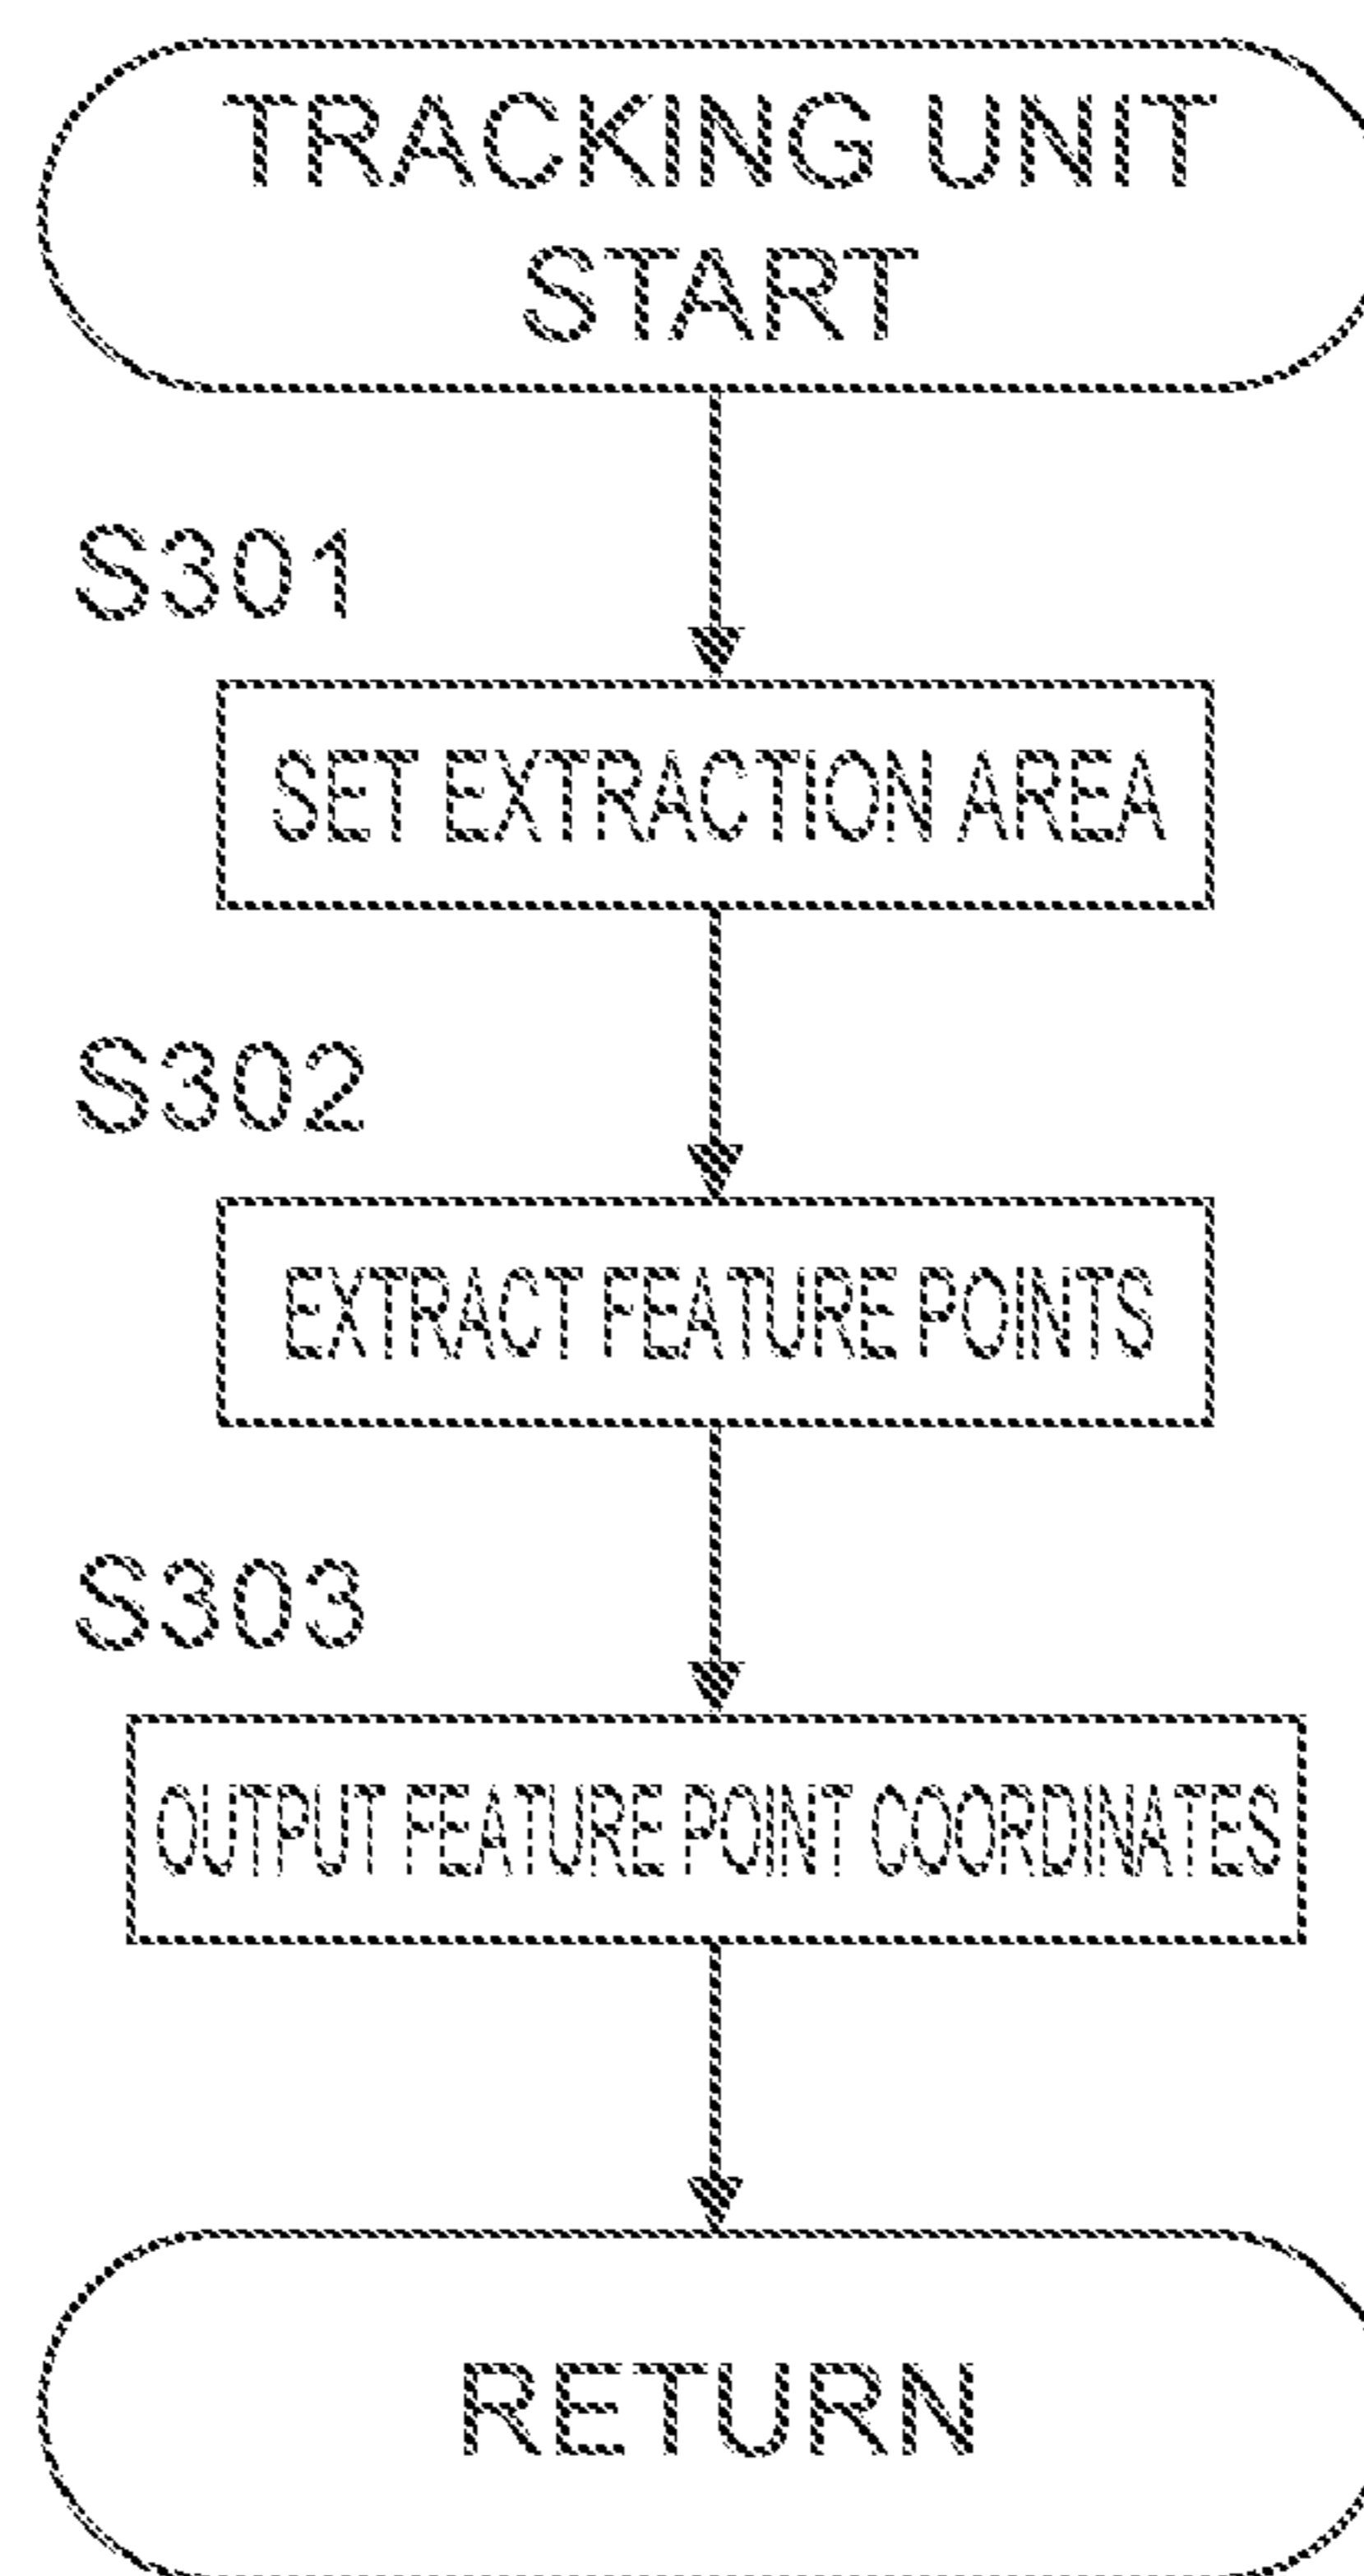 TRACKING UNIT
START
S301
SET EXTRACTION AREA
S302
EXTRACT FEATURE POINTS
S303
OUTPUT FEATURE POINT COORDINATES
RETURN